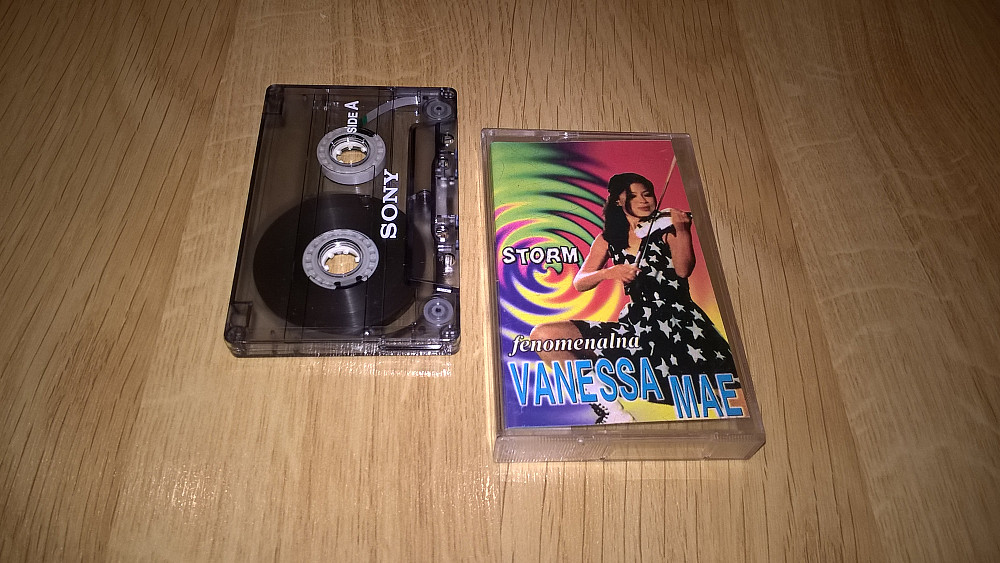 SIDE A
SONY
STORM
fenomenalna
VANESSA
MAE